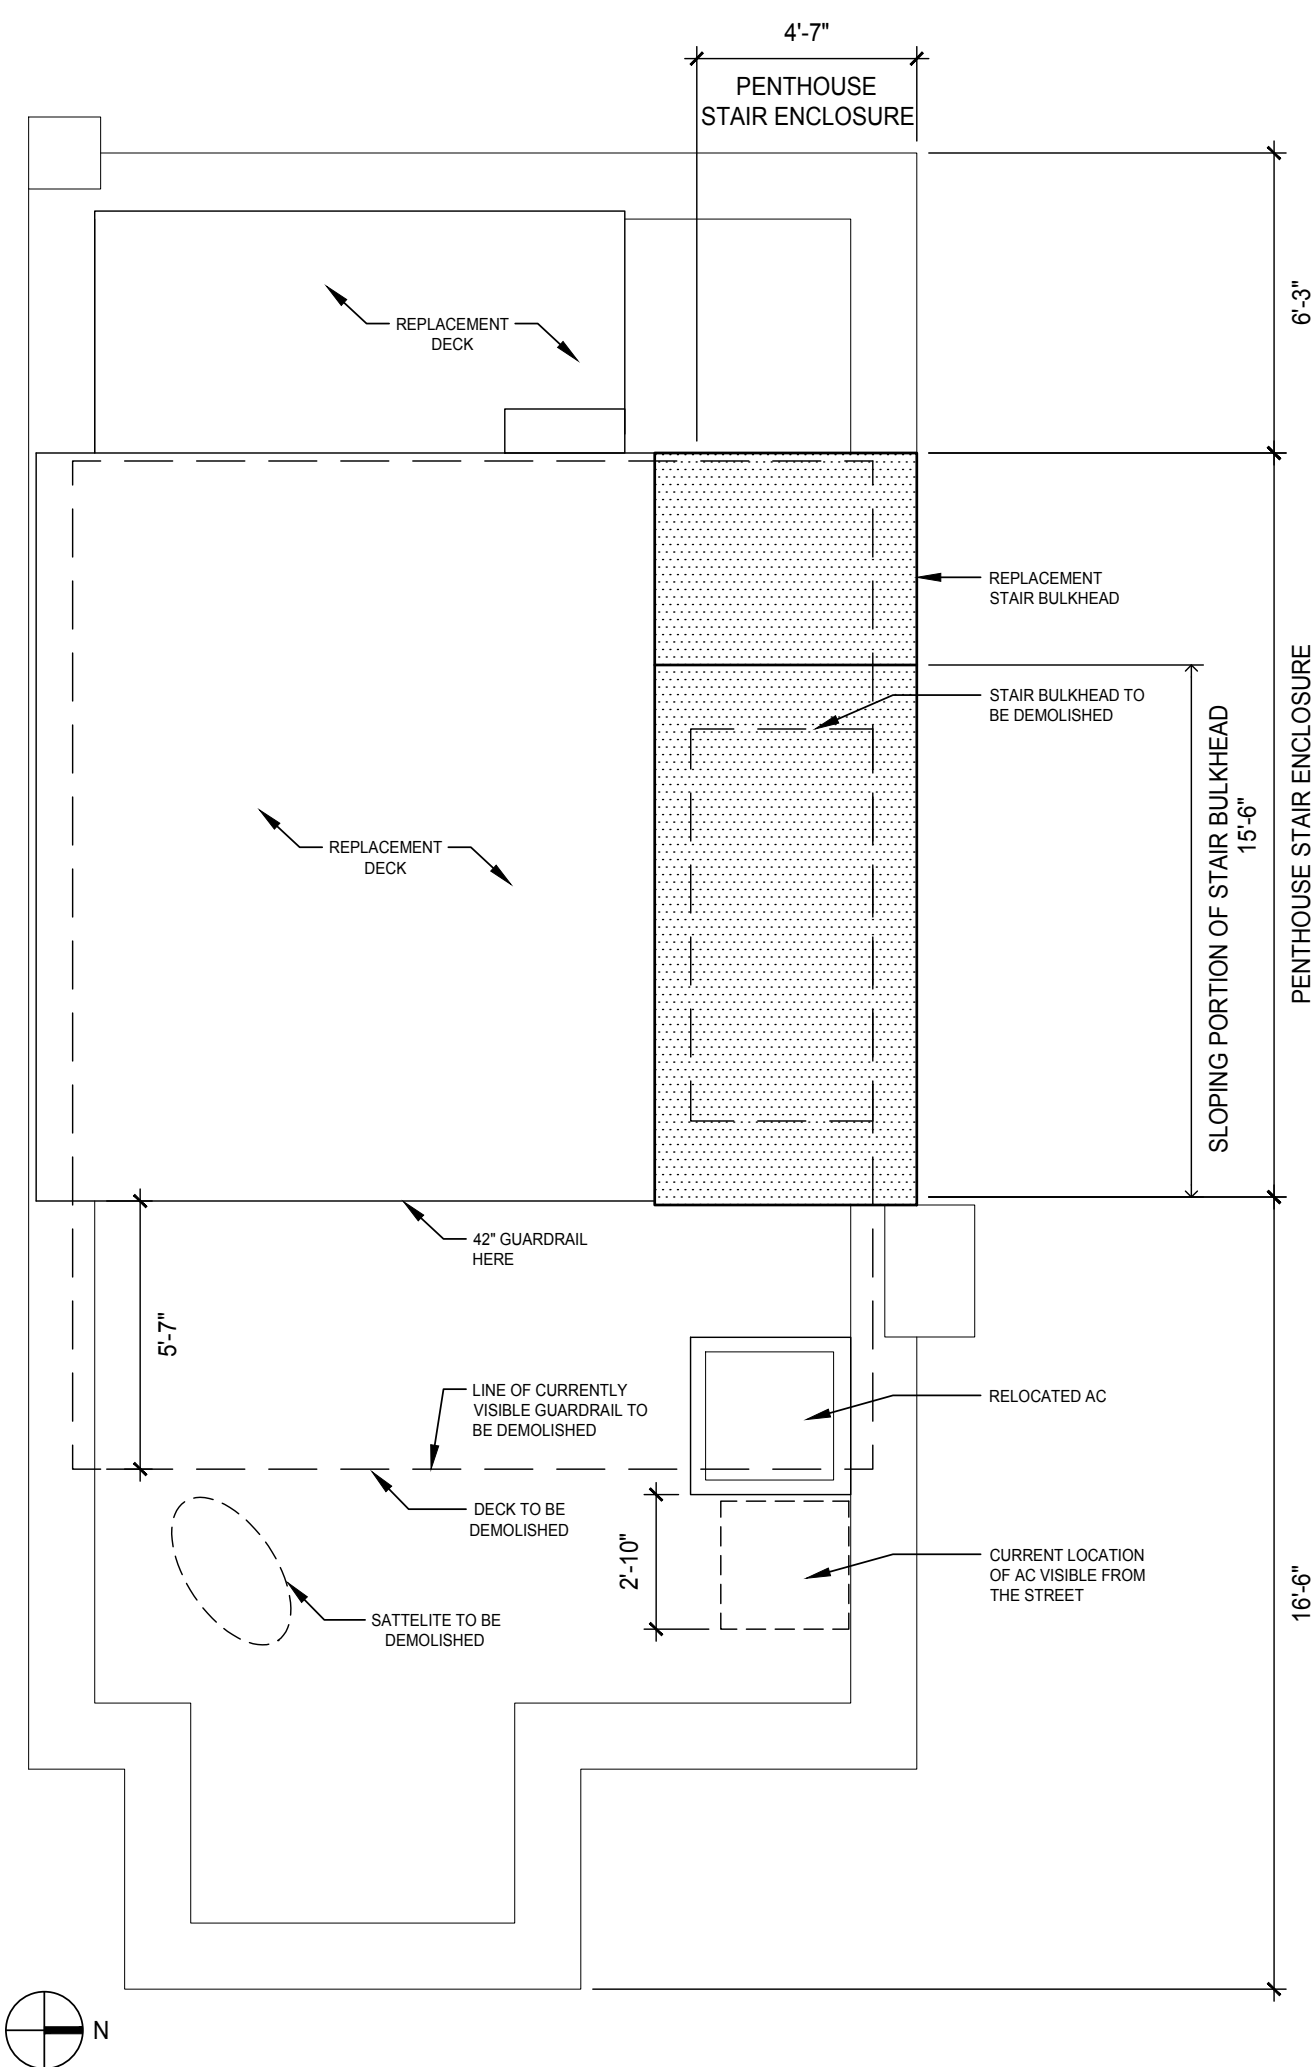 4'-7"
PENTHOUSE
STAIR ENCLOSURE
6'-3"
REPLACEMENT
DECK
REPLACEMENT
STAIR BULKHEAD
STAIR BULKHEAD TO
BE DEMOLISHED
SLOPING PORTION OF STAIR BULKHEAD
15'-6"
PENTHOUSE STAIR ENCLOSURE
REPLACEMENT
DECK
42" GUARDRAIL
HERE
5'-7"
LINE OF CURRENTLY
VISIBLE GUARDRAIL TO
BE DEMOLISHED
RELOCATED AC
DECK TO BE
DEMOLISHED
2'-10"
CURRENT LOCATION
OF AC VISIBLE FROM
THE STREET
SATTELITE TO BE
DEMOLISHED
16'-6"
N